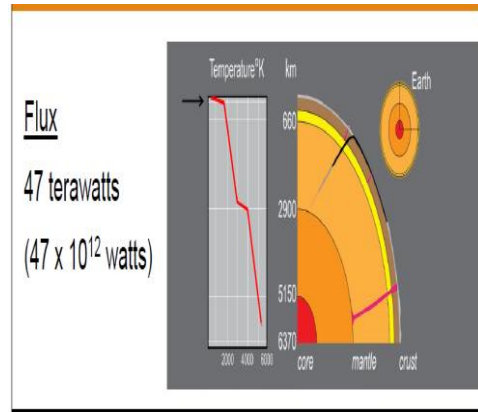 Flux
47 terawatts
(47 x 10¹² watts)
Temperature°K
km
Earth
660
2900
5150
6370
2000 4000 6000
core mantle crust